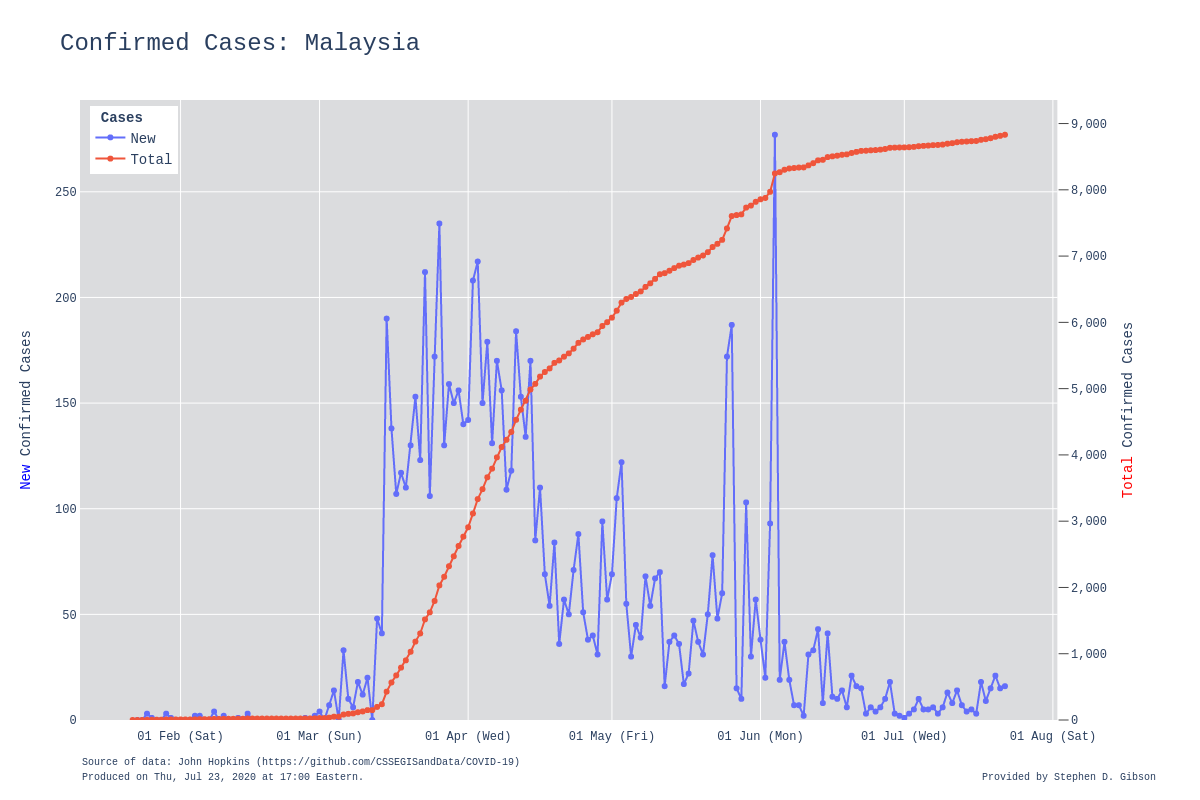 Confirmed Cases: Malaysia
Cases
New
Total
250
200
150
100
50
0
New Confirmed Cases
9,000
8,000
7,000
6,000
5,000
4,000
3,000
2,000
1,000
0
Total Confirmed Cases
01 Feb (Sat) 01 Mar (Sun) 01 Apr (Wed) 01 May (Fri) 01 Jun (Mon) 01 Jul (Wed) 01 Aug (Sat)
Source of data: John Hopkins (https://github.com/CSSEGISandData/COVID-19)
Produced on Thu, Jul 23, 2020 at 17:00 Eastern.
Provided by Stephen D. Gibson